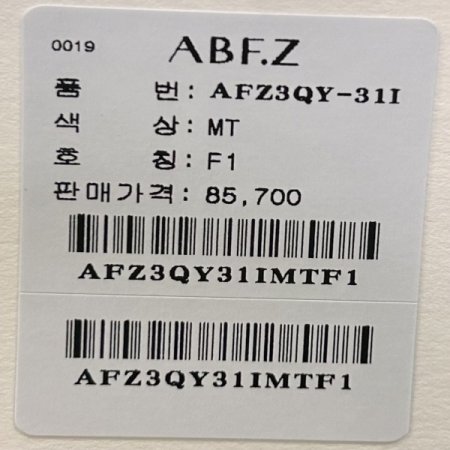 0019 ABF.Z
품 번: AFZ3QY-31I
색 상: MT
호 칭: F1
판매가격: 85,700
AFZ3QY31IMTF1
AFZ3QY31IMTF1